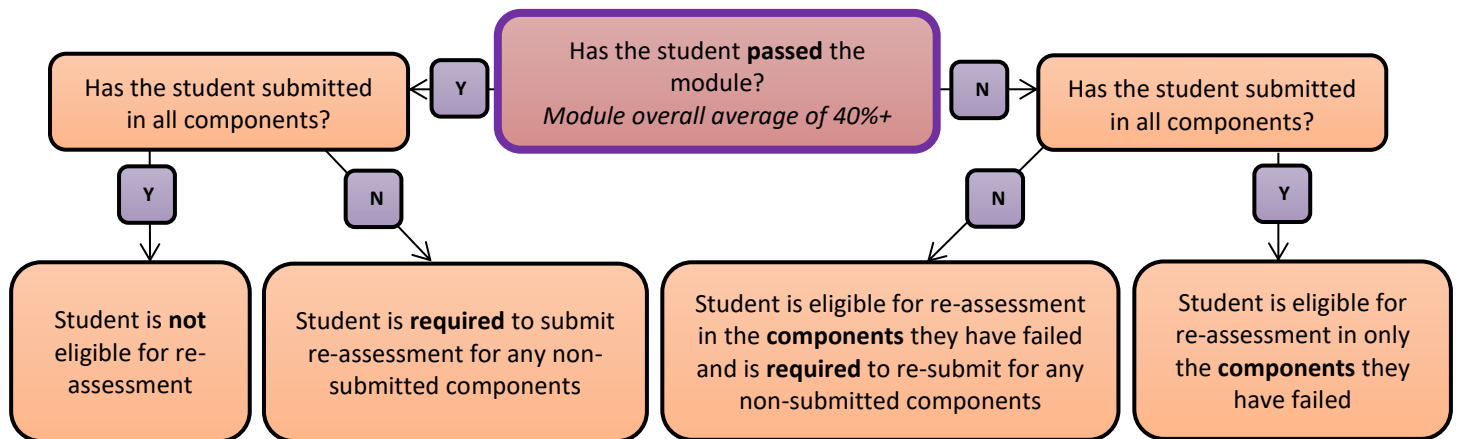 Has the student passed the
module?
Module overall average of 40%+
Y
N
Has the student submitted
in all components?
Has the student submitted
in all components?
Y
N
N
Y
Student is not
eligible for re-
assessment
Student is required to submit
re-assessment for any non-
submitted components
Student is eligible for re-assessment
in the components they have failed
and is required to re-submit for any
non-submitted components
Student is eligible for
re-assessment in only
the components they
have failed